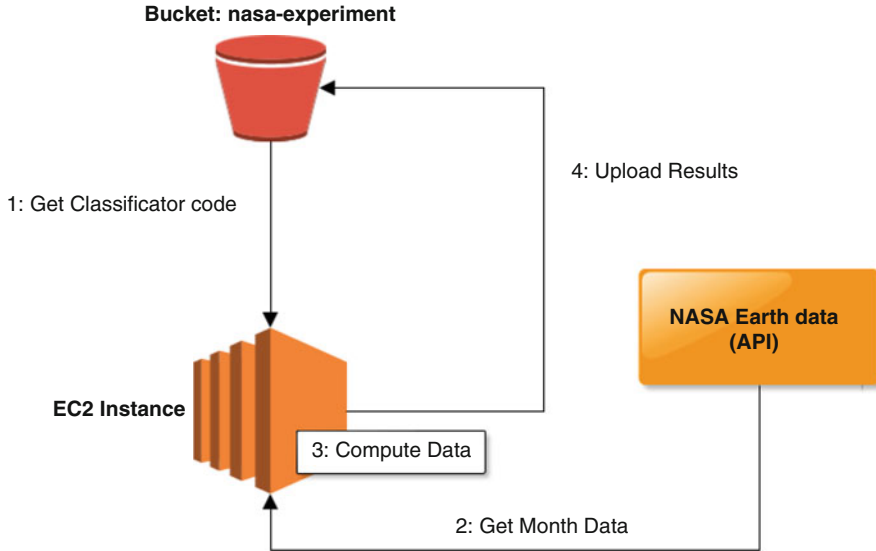 Bucket: nasa-experiment
4: Upload Results
1: Get Classificator code
NASA Earth data
(API)
EC2 Instance
3: Compute Data
2: Get Month Data